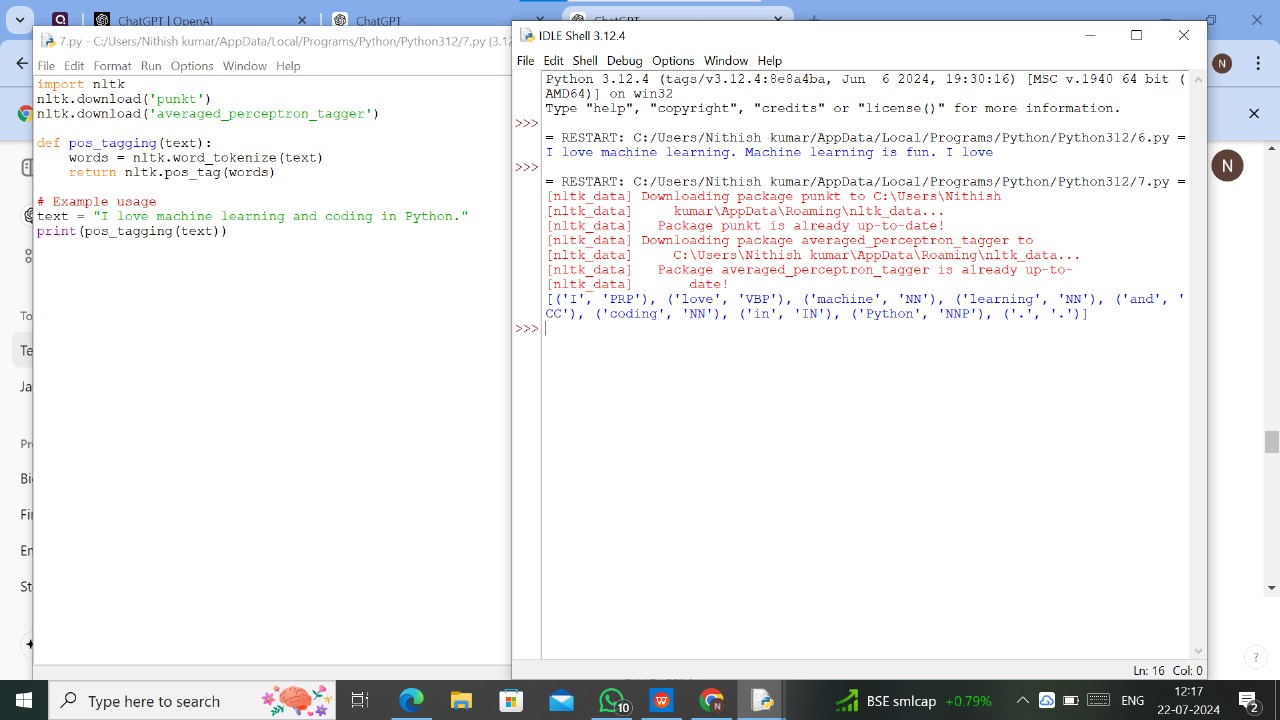 ChatGPT | OpenAI
ChatGPT
ChatGPT
7.py - C:/Users/Nithish kumar/AppData/Local/Programs/Python/Python312/7.py (3.12
File Edit Format Run Options Window Help
import nltk
nltk.download('punkt')
nltk.download('averaged_perceptron_tagger')
def pos_tagging(text):
words = nltk.word_tokenize(text)
return nltk.pos_tag(words)
# Example usage
text = "I love machine learning and coding in Python."
print(pos_tagging(text))
To
Te
Ja
Pr
Bi
Fi
En
St
IDLE Shell 3.12.4
File Edit Shell Debug Options Window Help
Python 3.12.4 (tags/v3.12.4:8e8a4ba, Jun  6 2024, 19:30:16) [MSC v.1940 64 bit (
AMD64)] on win32
Type "help", "copyright", "credits" or "license()" for more information.
>>>
= RESTART: C:/Users/Nithish kumar/AppData/Local/Programs/Python/Python312/6.py =
I love machine learning. Machine learning is fun. I love
>>>
= RESTART: C:/Users/Nithish kumar/AppData/Local/Programs/Python/Python312/7.py =
[nltk_data] Downloading package punkt to C:\Users\Nithish
[nltk_data]     kumar\AppData\Roaming\nltk_data...
[nltk_data]   Package punkt is already up-to-date!
[nltk_data] Downloading package averaged_perceptron_tagger to
[nltk_data]     C:\Users\Nithish kumar\AppData\Roaming\nltk_data...
[nltk_data]   Package averaged_perceptron_tagger is already up-to-
[nltk_data]       date!
[('I', 'PRP'), ('love', 'VBP'), ('machine', 'NN'), ('learning', 'NN'), ('and', '
CC'), ('coding', 'NN'), ('in', 'IN'), ('Python', 'NNP'), ('.', '.')]
>>>
Ln: 16 Col: 0
N
N
?
Type here to search
10
W
N
BSE smlcap +0.79%
ENG
12:17
22-07-2024
2